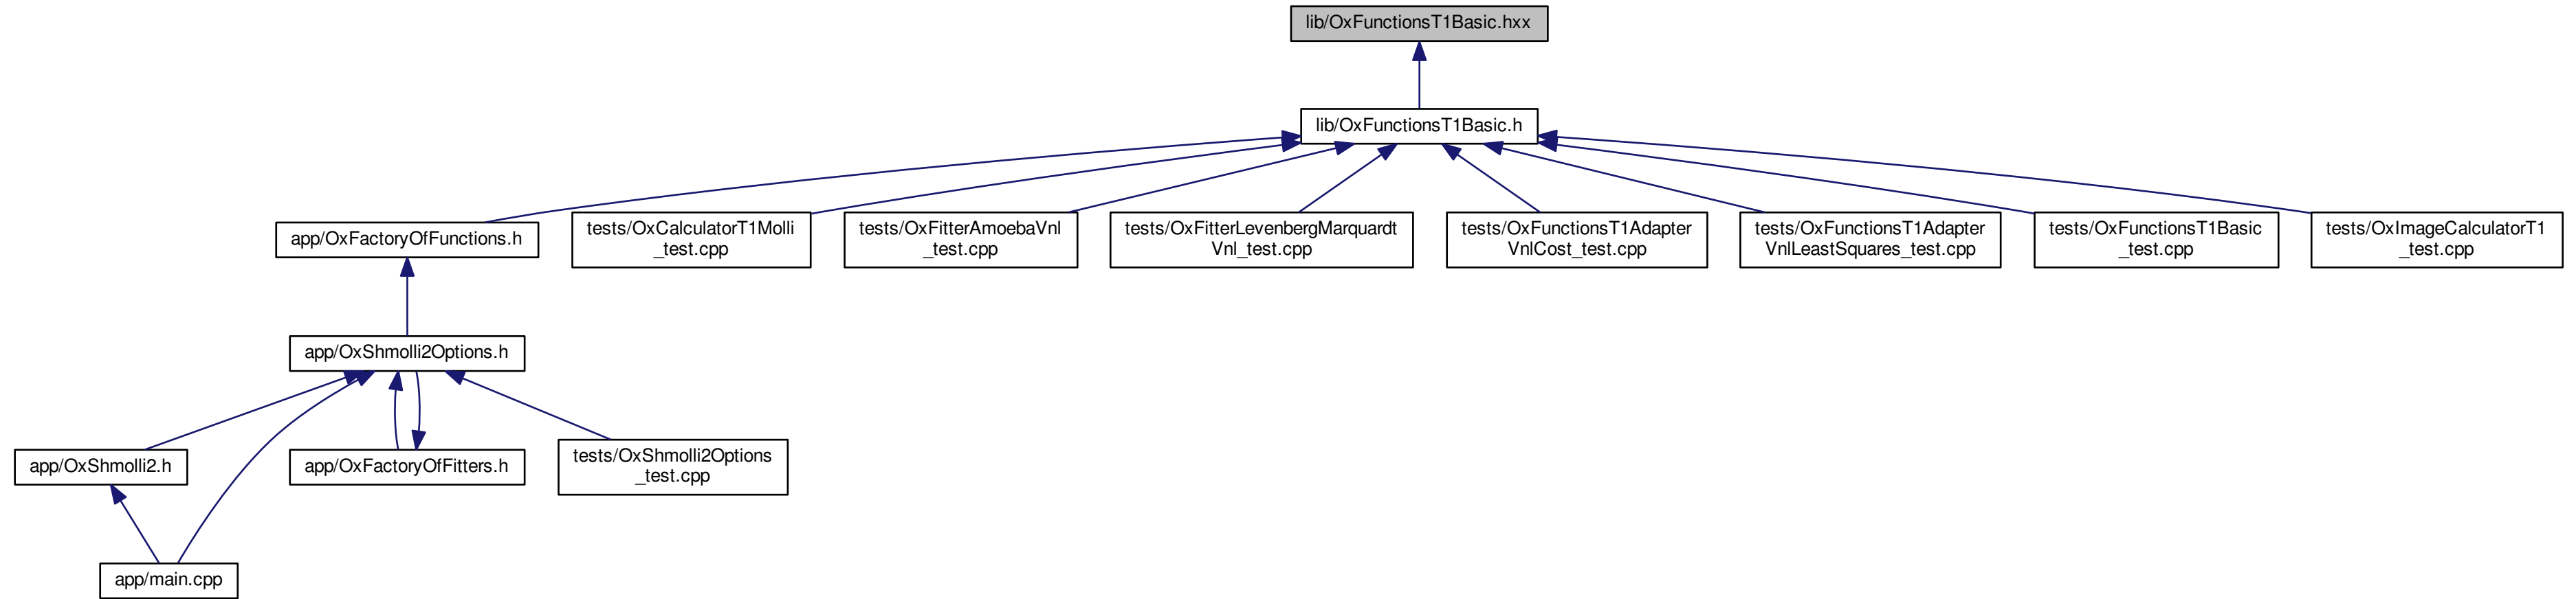 lib/OxFunctionsT1Basic.hxx
lib/OxFunctionsT1Basic.h
app/OxFactoryOfFunctions.h
tests/OxCalculatorT1Molli
_test.cpp
tests/OxFitterAmoebaVnl
_test.cpp
tests/OxFitterLevenbergMarquardt
Vnl_test.cpp
tests/OxFunctionsT1Adapter
VnlCost_test.cpp
tests/OxFunctionsT1Adapter
VnlLeastSquares_test.cpp
tests/OxFunctionsT1Basic
_test.cpp
tests/OxImageCalculatorT1
_test.cpp
app/OxShmolli2Options.h
app/OxShmolli2.h
app/OxFactoryOfFitters.h
tests/OxShmolli2Options
_test.cpp
app/main.cpp